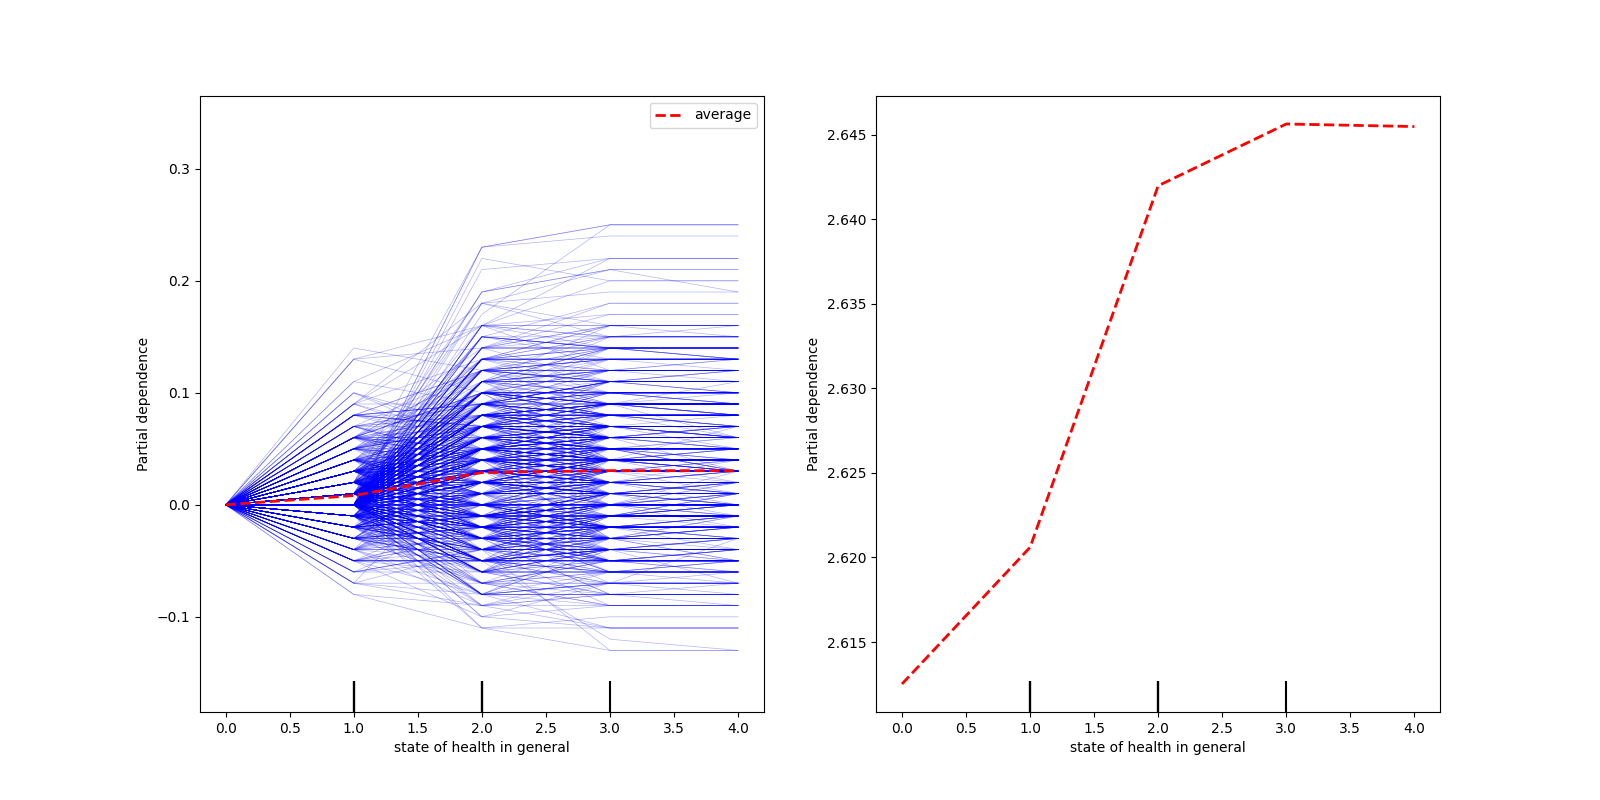 average
0.3
0.2
0.1
0.0
−0.1
Partial dependence
0.0 0.5 1.0 1.5 2.0 2.5 3.0 3.5 4.0
state of health in general
2.645
2.640
2.635
2.630
2.625
2.620
2.615
Partial dependence
0.0 0.5 1.0 1.5 2.0 2.5 3.0 3.5 4.0
state of health in general